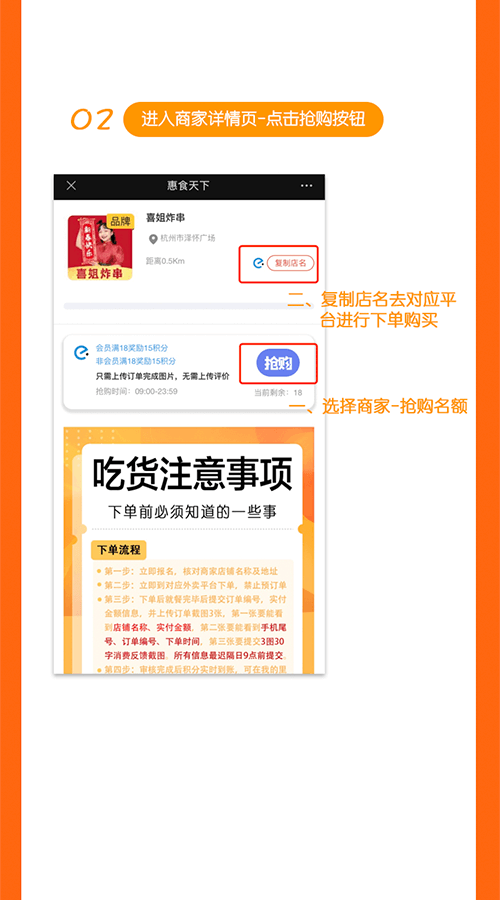 02
进入商家详情页-点击抢购按钮
惠食天下
品牌
新春快乐
喜姐炸串
喜姐炸串
杭州市泽怀广场
距离0.5Km
复制店名
二、复制店名去对应平
台进行下单购买
会员满18奖励15积分
非会员满18奖励15积分
只需上传订单完成图片，无需上传评价
抢购时间：09:00-23:59
抢购
当前剩余：18
一、选择商家-抢购名额
吃货注意事项
下单前必须知道的一些事
下单流程
第一步：立即报名，核对商家店铺名称及地址
第二步：立即到对应外卖平台下单，禁止预订单
第三步：下单后就餐完毕后提交订单编号，实付
金额信息，并上传订单截图3张，第一张要能看
到店铺名称、实付金额，第二张要能看到手机尾
号、订单编号、下单时间，第三张要提交3图30
字消费反馈截图，所有信息最迟隔日9点前提交。
第四步：审核完成后积分实时到账，可在我的里